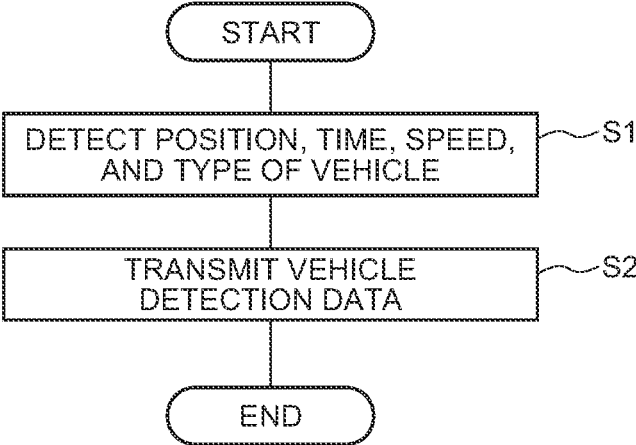 START
DETECT POSITION, TIME, SPEED,
AND TYPE OF VEHICLE
S1
TRANSMIT VEHICLE
DETECTION DATA
S2
END